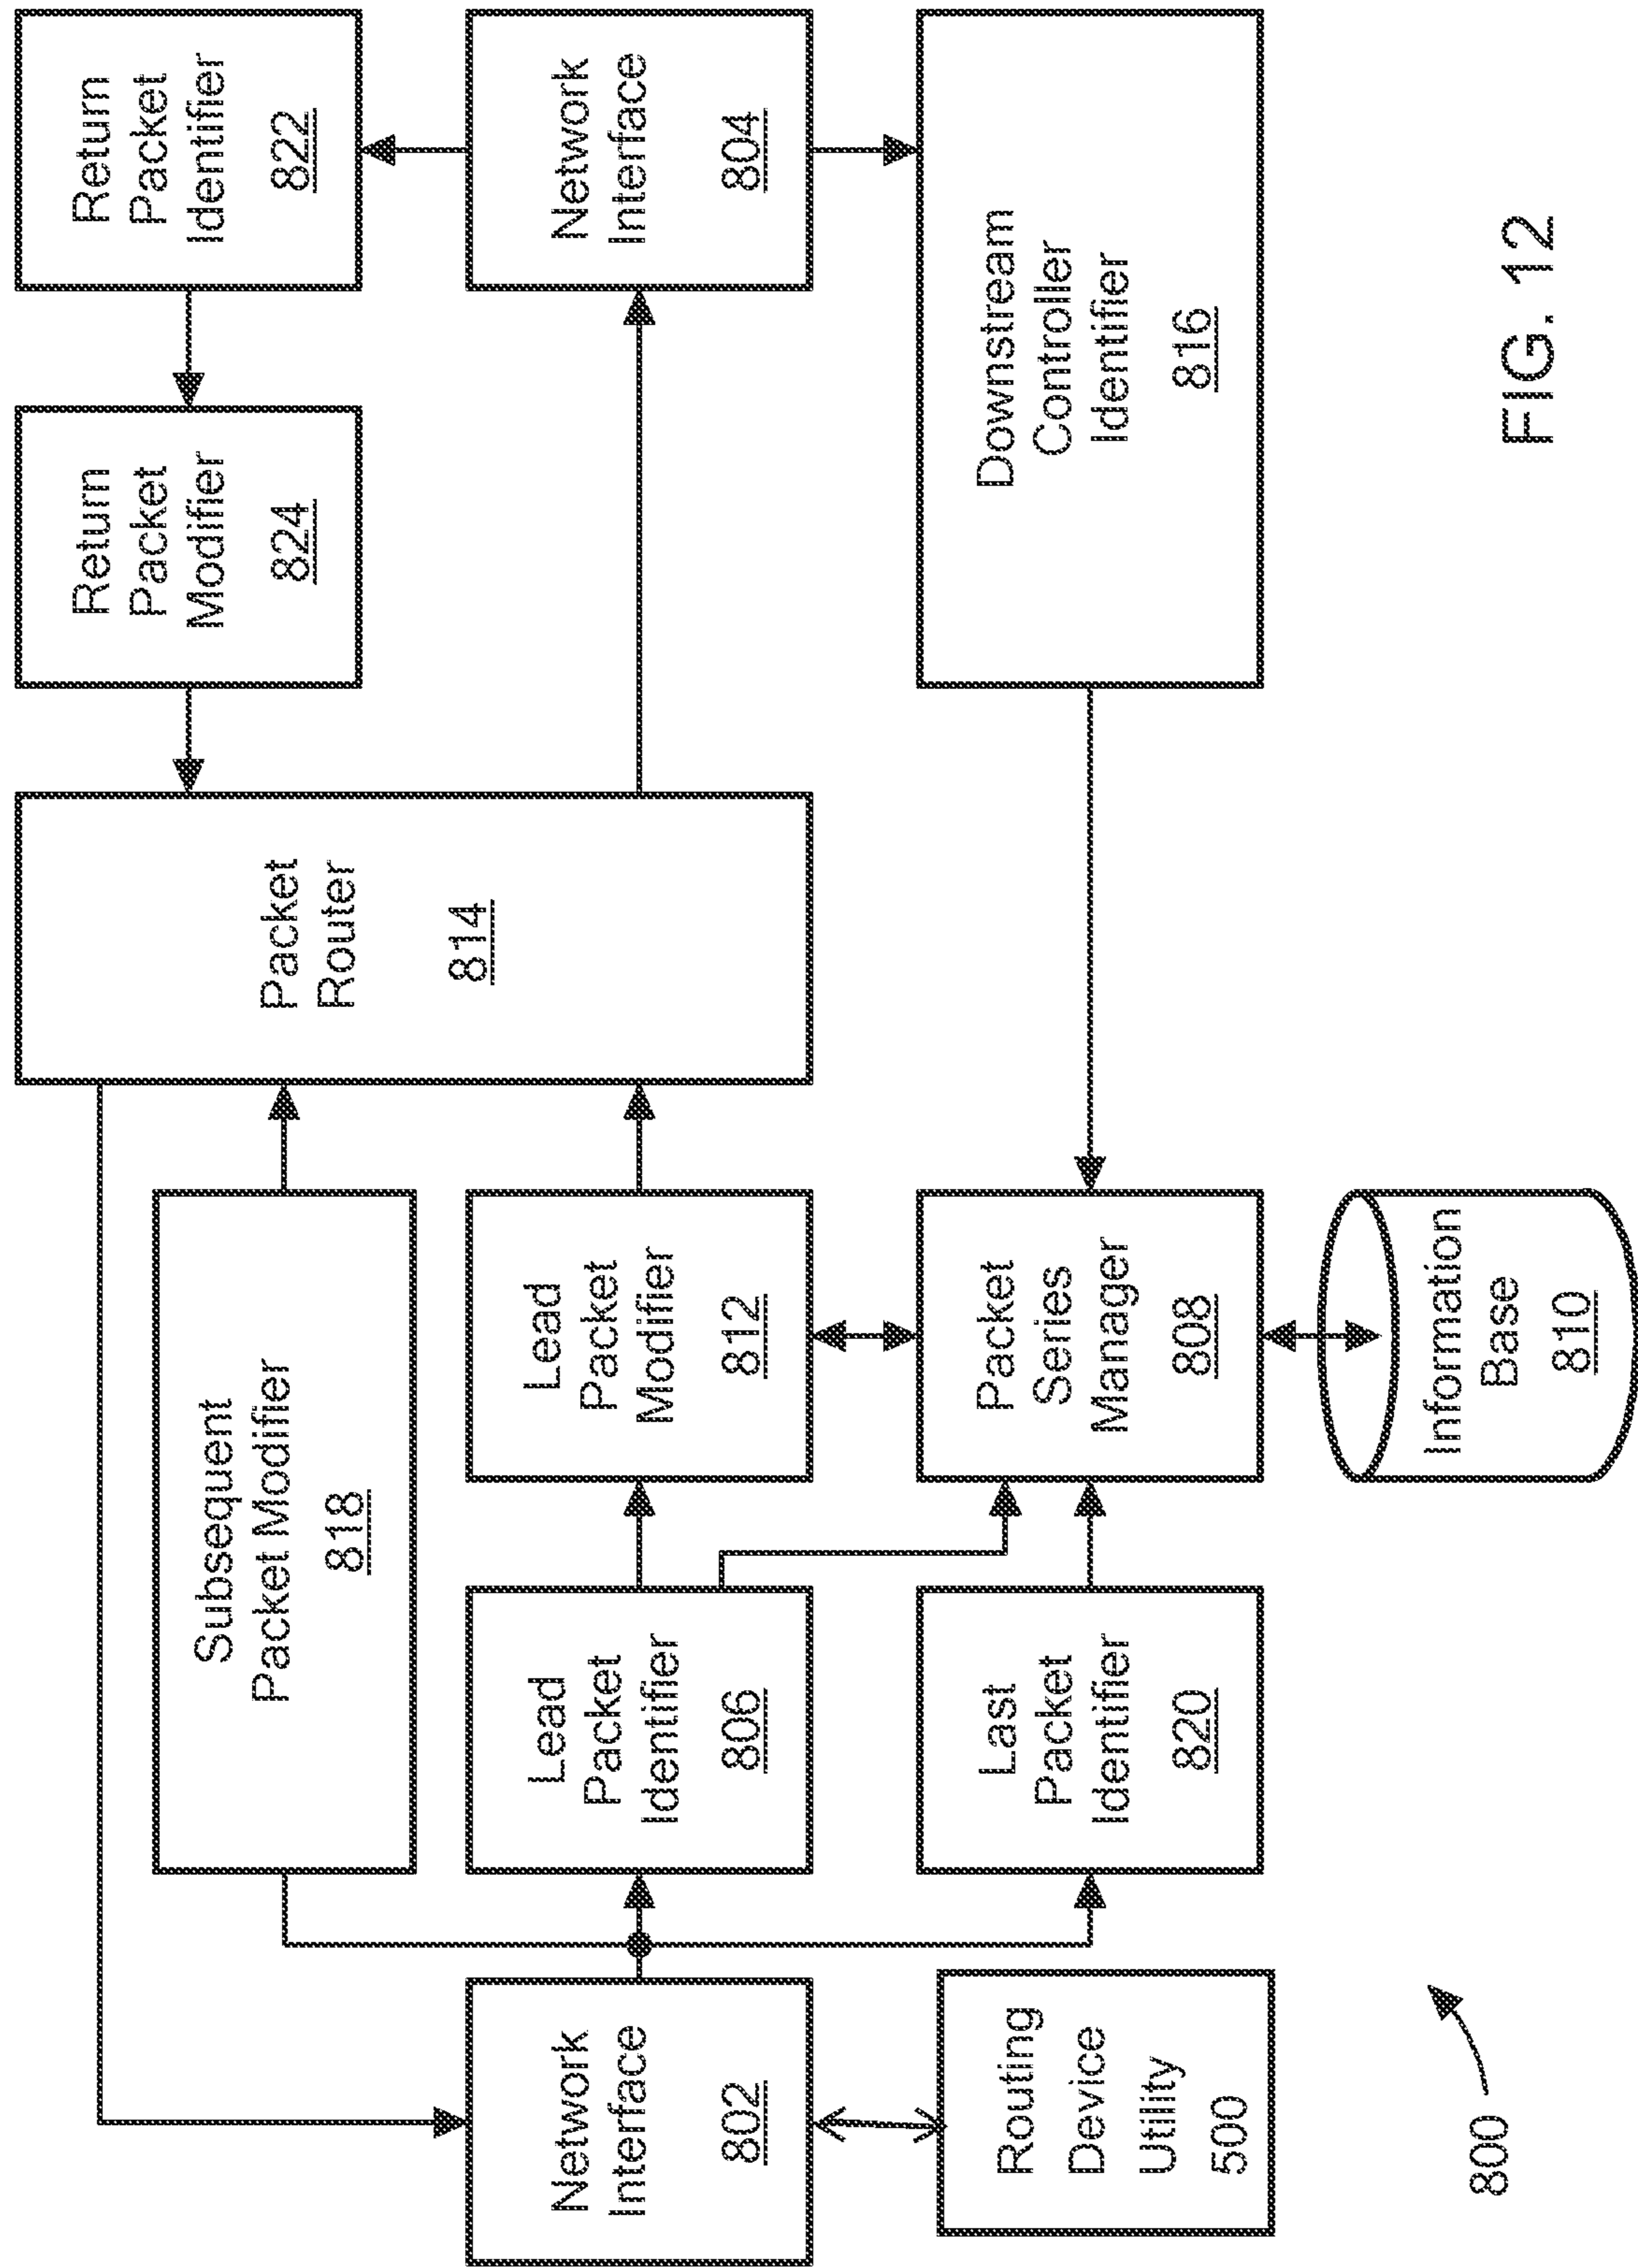 Return
Packet
Identifier
822
Return
Packet
Modifier
824
Network
Interface
804
Packet
Router
814
Downstream
Controller
Identifier
816
Subsequent
Packet Modifier
818
Lead
Packet
Modifier
812
Packet
Series
Manager
808
Information
Base
810
Lead
Packet
Identifier
806
Last
Packet
Identifier
820
Network
Interface
802
Routing
Device
Utility
500
800
FIG. 12